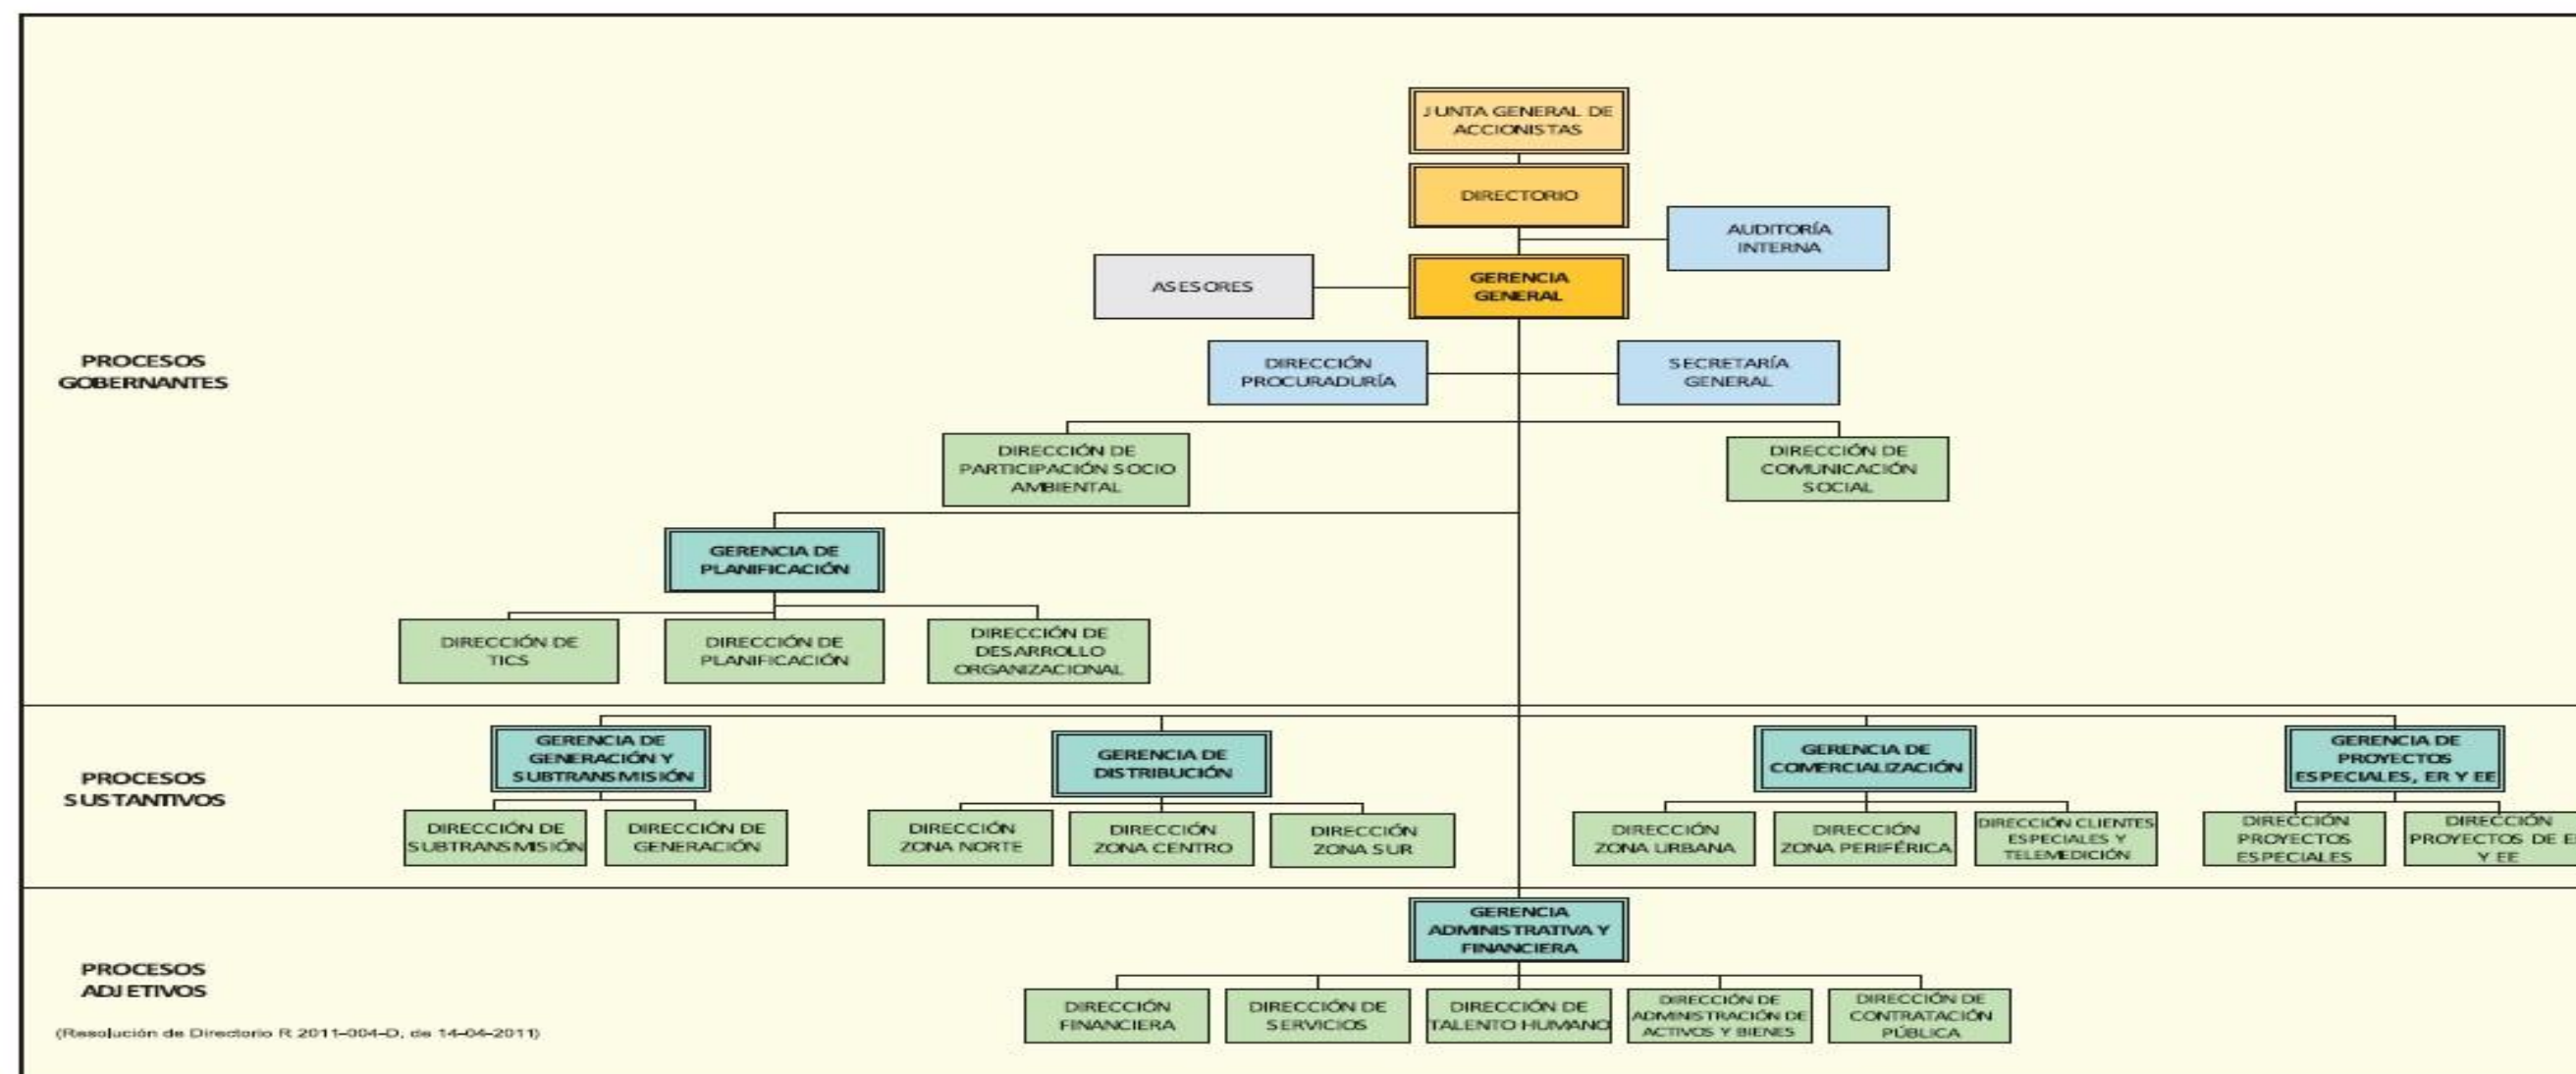 JUNTA GENERAL DE
ACCIONISTAS
DIRECTORIO
AUDITORÍA
INTERNA
ASESORES
GERENCIA
GENERAL
PROCESOS
GOBERNANTES
DIRECCIÓN
PROCURADURÍA
SECRETARÍA
GENERAL
DIRECCIÓN DE
PARTICIPACIÓN SOCIO
AMBIENTAL
DIRECCIÓN DE
COMUNICACIÓN
SOCIAL
GERENCIA DE
PLANIFICACIÓN
DIRECCIÓN DE
TICS
DIRECCIÓN DE
PLANIFICACIÓN
DIRECCIÓN DE
DESARROLLO
ORGANIZACIONAL
PROCESOS
SUSTANTIVOS
GERENCIA DE
GENERACIÓN Y
SUBTRANSMISIÓN
GERENCIA DE
DISTRIBUCIÓN
GERENCIA DE
COMERCIALIZACIÓN
GERENCIA DE
PROYECTOS
ESPECIALES, ER Y EE
DIRECCIÓN DE
SUBTRANSMISIÓN
DIRECCIÓN DE
GENERACIÓN
DIRECCIÓN
ZONA NORTE
DIRECCIÓN
ZONA CENTRO
DIRECCIÓN
ZONA SUR
DIRECCIÓN
ZONA URBANA
DIRECCIÓN
ZONA PERIFÉRICA
DIRECCIÓN CLIENTES
ESPECIALES Y
TELEMEDICIÓN
DIRECCIÓN
PROYECTOS
ESPECIALES
DIRECCIÓN
PROYECTOS DE
Y EE
PROCESOS
ADJETIVOS
GERENCIA
ADMINISTRATIVA Y
FINANCIERA
DIRECCIÓN
FINANCIERA
DIRECCIÓN DE
SERVICIOS
DIRECCIÓN DE
TALENTO HUMANO
DIRECCIÓN DE
ADMINISTRACIÓN DE
ACTIVOS Y BIENES
DIRECCIÓN DE
CONTRATACIÓN
PÚBLICA
(Resolución de Directorio R 2011-004-D, de 14-04-2011)